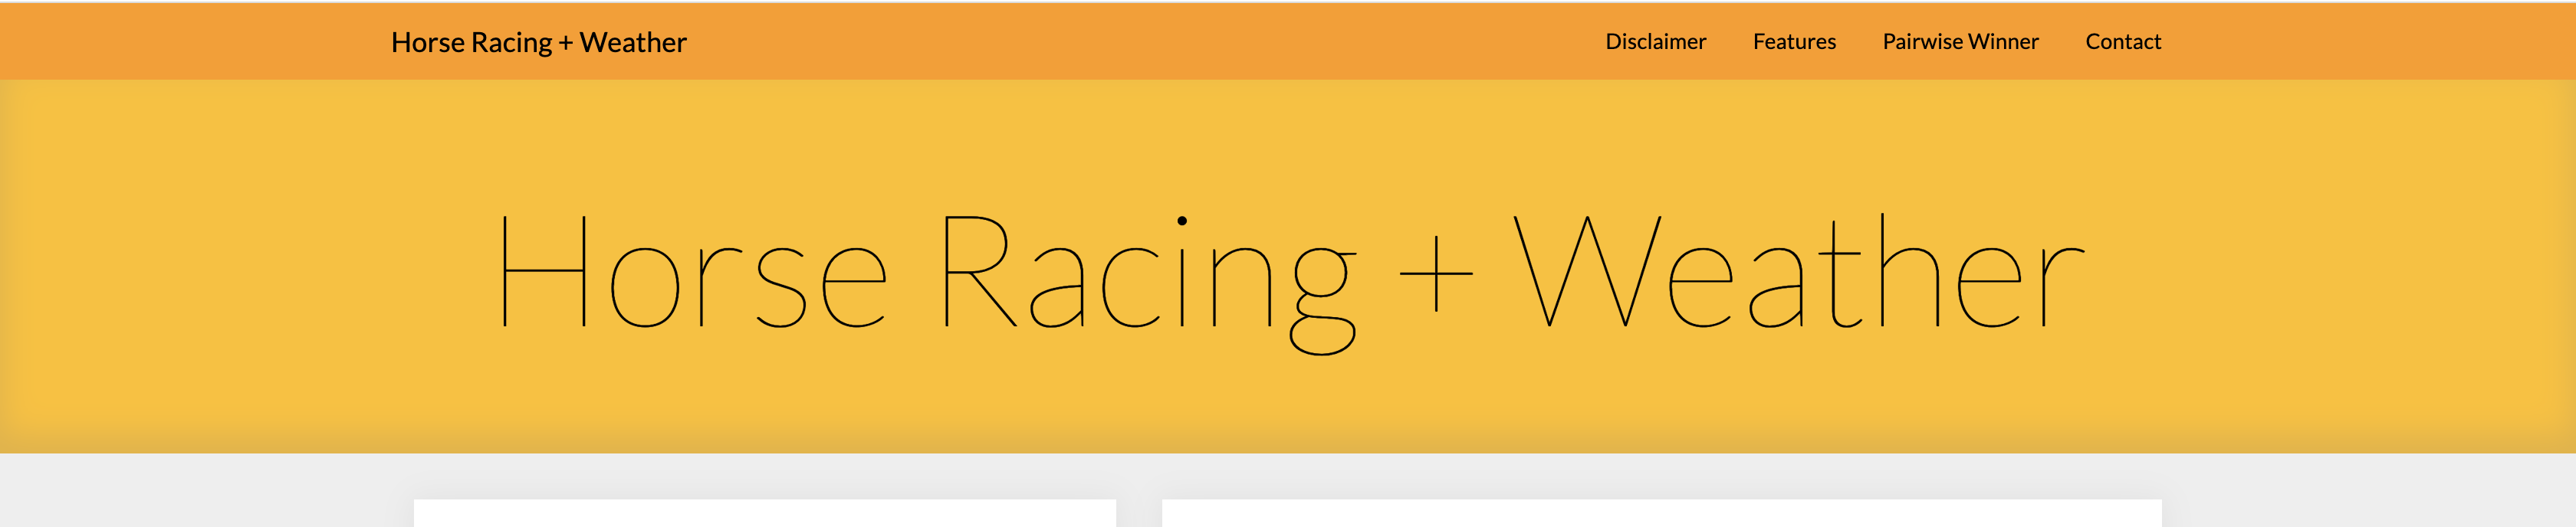 Horse Racing + Weather
Disclaimer Features Pairwise Winner Contact
Horse Racing + Weather